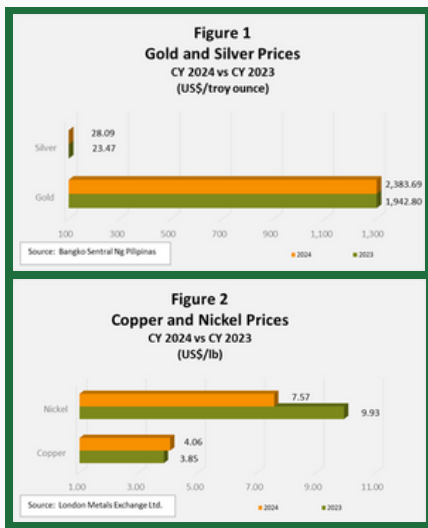 Figure 1
Gold and Silver Prices
CY 2024 vs CY 2023
(US$/troy ounce)
28.09
Silver
23.47
2,383.69
Gold
1,942.80
100 300 500 700 900 1,100 1,300
Source: Bangko Sentral Ng Pilipinas
2024 2023
Figure 2
Copper and Nickel Prices
CY 2024 vs CY 2023
(US$/lb)
7.57
Nickel
9.93
4.06
Copper
3.85
1.00 3.00 5.00 7.00 9.00 11.00
Source: London Metals Exchange Ltd.
2024 2023